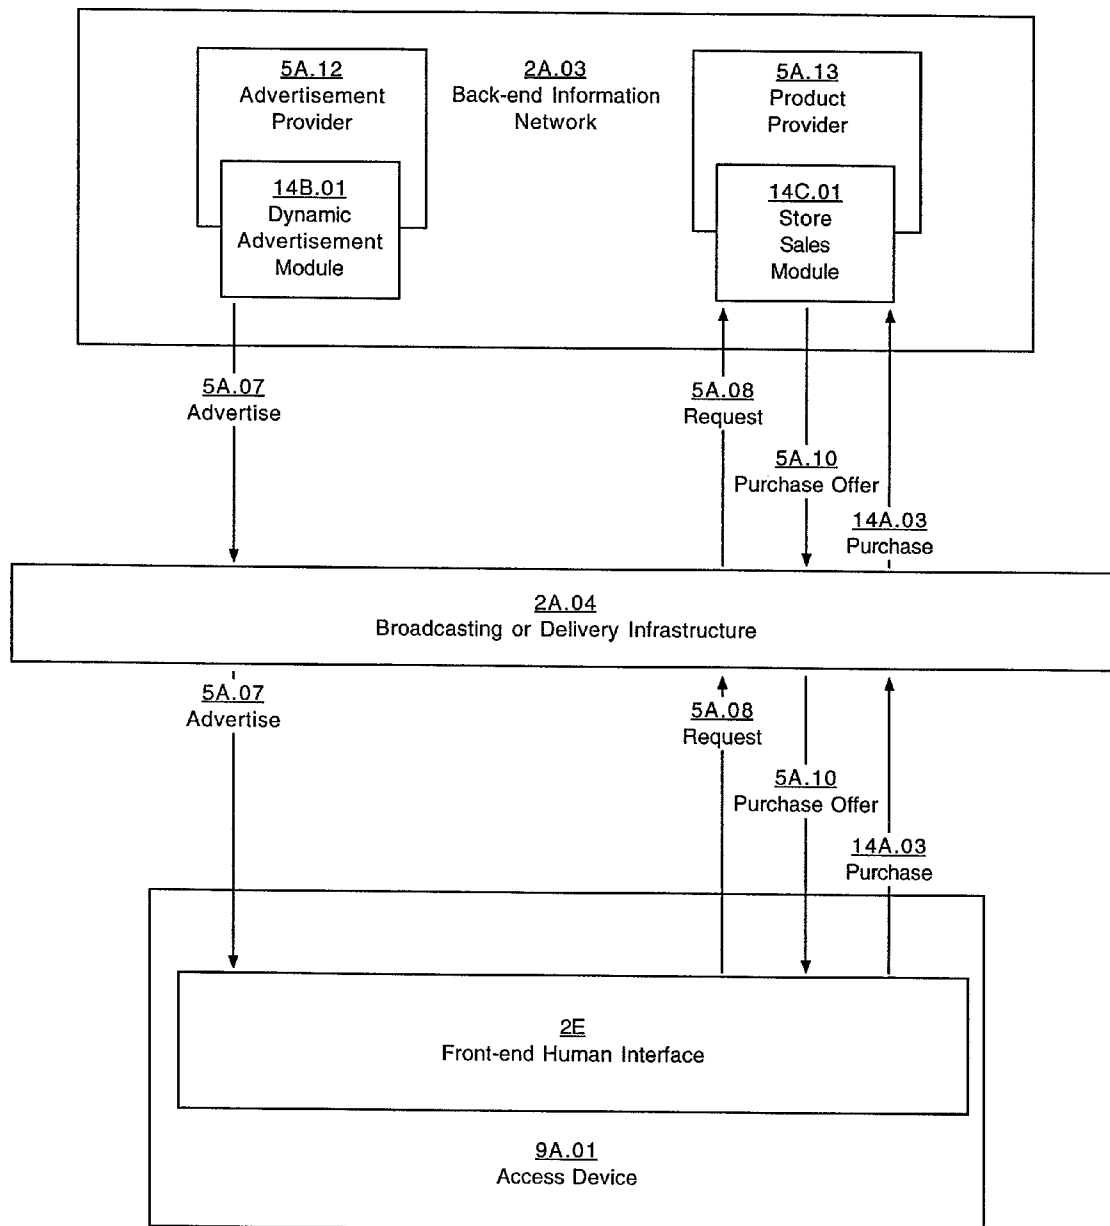 5A.12
Advertisement
Provider
2A.03
Back-end Information
Network
5A.13
Product
Provider
14B.01
Dynamic
Advertisement
Module
14C.01
Store
Sales
Module
5A.07
Advertise
5A.08
Request
5A.10
Purchase Offer
14A.03
Purchase
2A.04
Broadcasting or Delivery Infrastructure
5A.07
Advertise
5A.08
Request
5A.10
Purchase Offer
14A.03
Purchase
2E
Front-end Human Interface
9A.01
Access Device